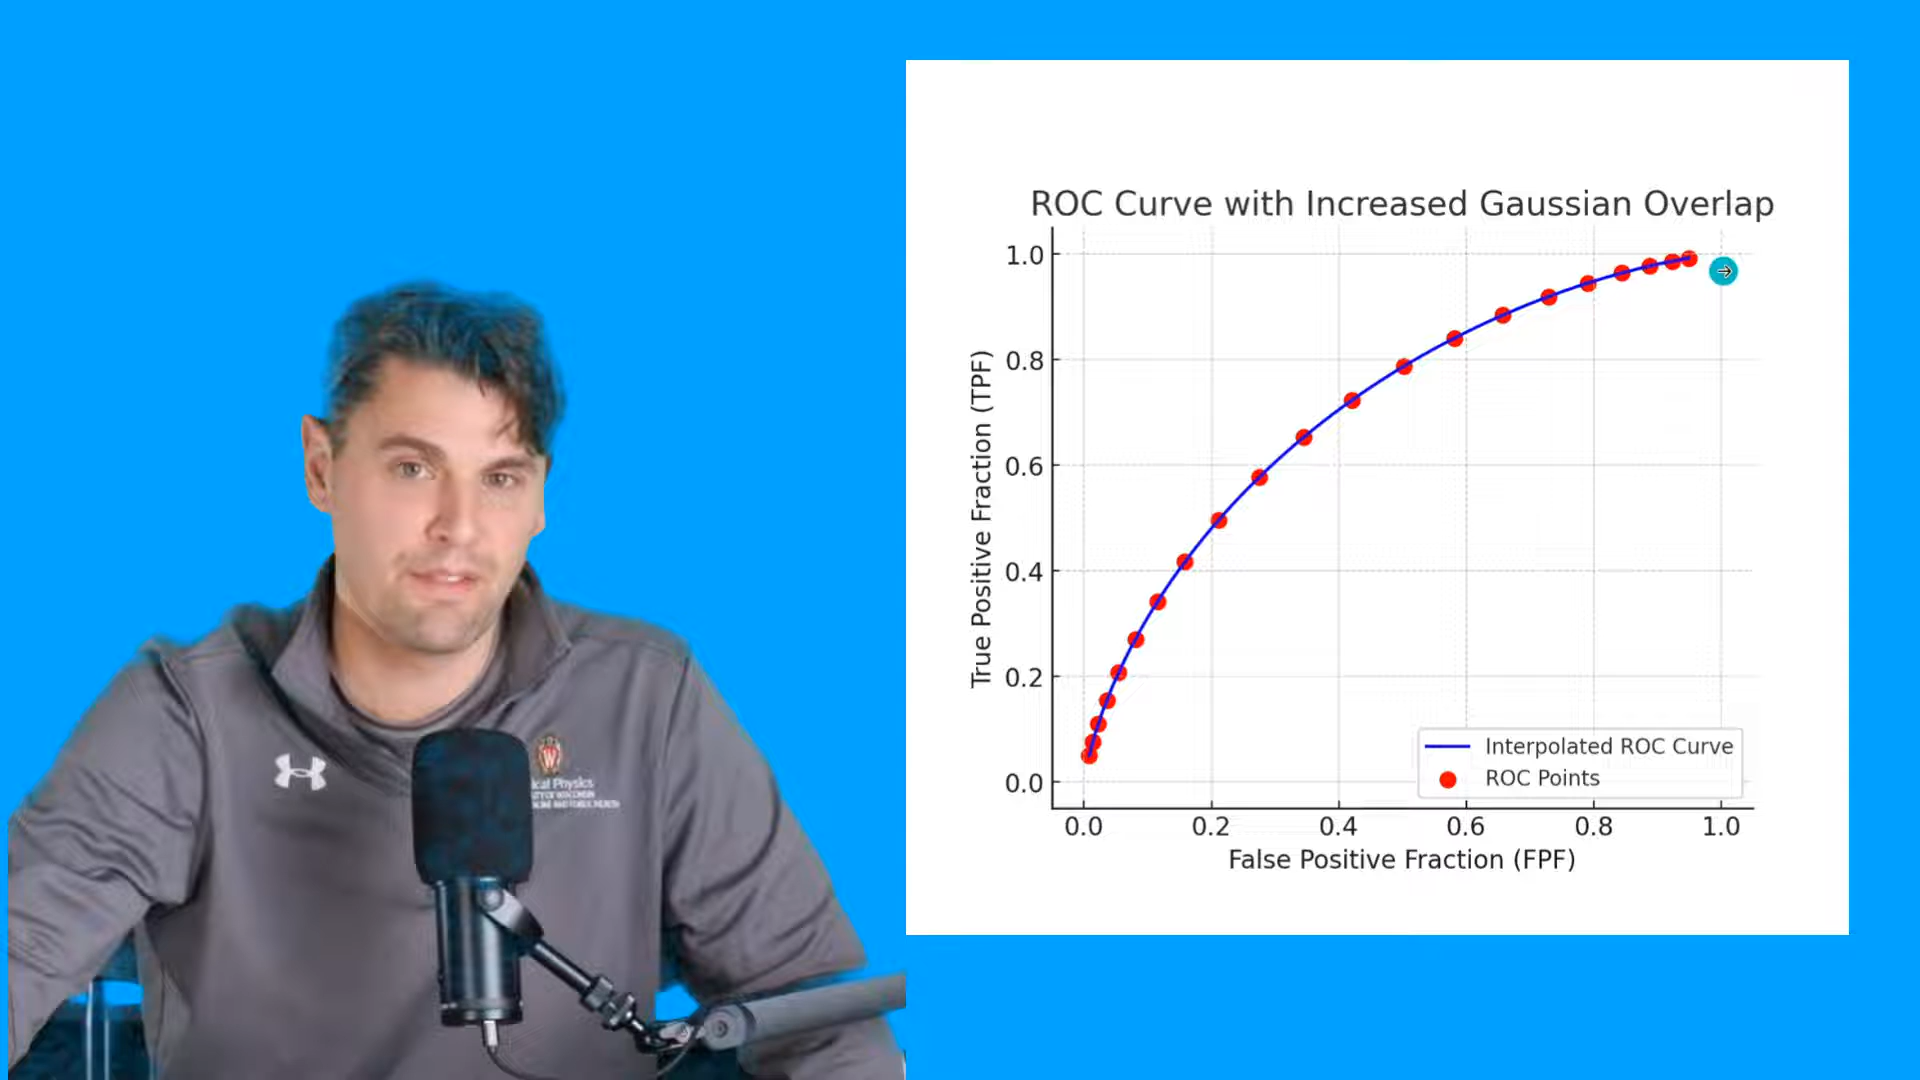 ROC Curve with Increased Gaussian Overlap
True Positive Fraction (TPF)
1.0
0.8
0.6
0.4
0.2
0.0
Interpolated ROC Curve
ROC Points
0.0 0.2 0.4 0.6 0.8 1.0
False Positive Fraction (FPF)
ical Physics